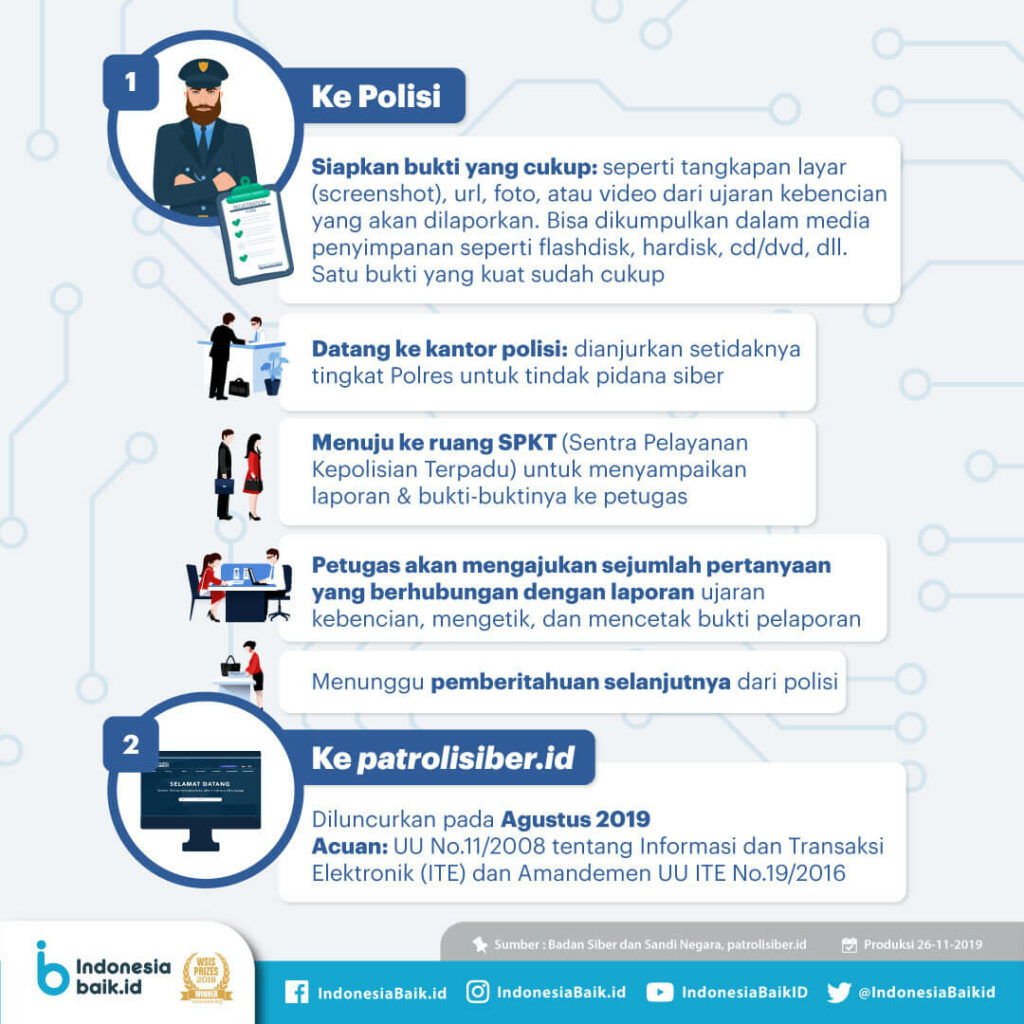 1
Ke Polisi
Siapkan bukti yang cukup: seperti tangkapan layar
(screenshot), url, foto, atau video dari ujaran kebencian
yang akan dilaporkan. Bisa dikumpulkan dalam media
penyimpanan seperti flashdisk, hardisk, cd/dvd, dll.
Satu bukti yang kuat sudah cukup
Datang ke kantor polisi: dianjurkan setidaknya
tingkat Polres untuk tindak pidana siber
Menuju ke ruang SPKT (Sentra Pelayanan
Kepolisian Terpadu) untuk menyampaikan
laporan & bukti-buktinya ke petugas
Petugas akan mengajukan sejumlah pertanyaan
yang berhubungan dengan laporan ujaran
kebencian, mengetik, dan mencetak bukti pelaporan
Menunggu pemberitahuan selanjutnya dari polisi
2
SELAMAT DATANG
Ke patrolisiber.id
Diluncurkan pada Agustus 2019
Acuan: UU No.11/2008 tentang Informasi dan Transaksi
Elektronik (ITE) dan Amandemen UU ITE No.19/2016
Sumber : Badan Siber dan Sandi Negara, patrolisiber.id
Produksi 26-11-2019
Indonesia
baik.id
WSIS
PRIZES
2018
WINNER
IndonesiaBaik.id
IndonesiaBaik.id
IndonesiaBaikID
@IndonesiaBaikid